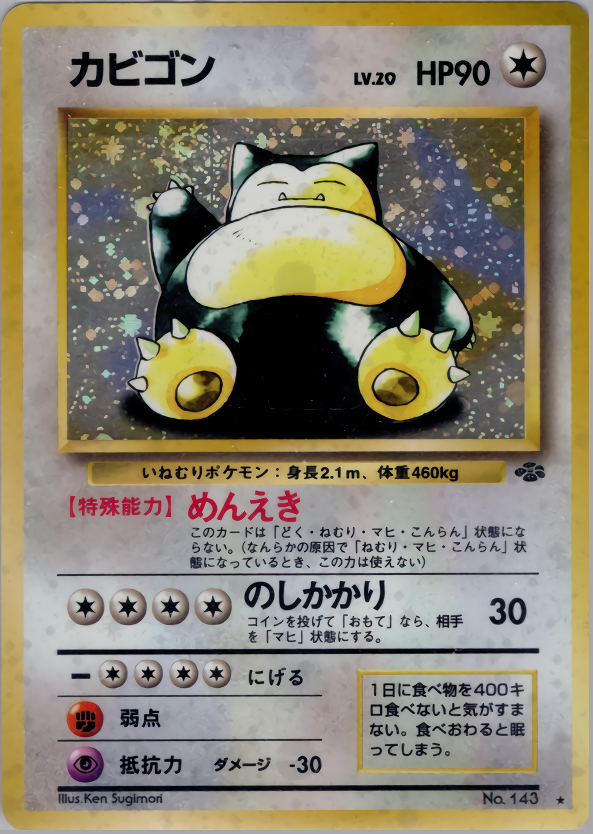 カビゴン LV.20 HP90
いねむりポケモン：身長2.1m、体重460kg
【特殊能力】 めんえき
このカードは「どく・ねむり・マヒ・こんらん」状態にな
らない。（なんらかの原因で「ねむり・マヒ・こんらん」状
態になっているとき、この力は使えない）
のしかかり 30
コインを投げて「おもて」なら、相手
を「マヒ」状態にする。
にげる
弱点
抵抗力 ダメージ -30
1日に食べ物を400キ
ロ食べないと気がすま
ない。食べおわると眠
ってしまう。
Illus.Ken Sugimori No. 143 ★